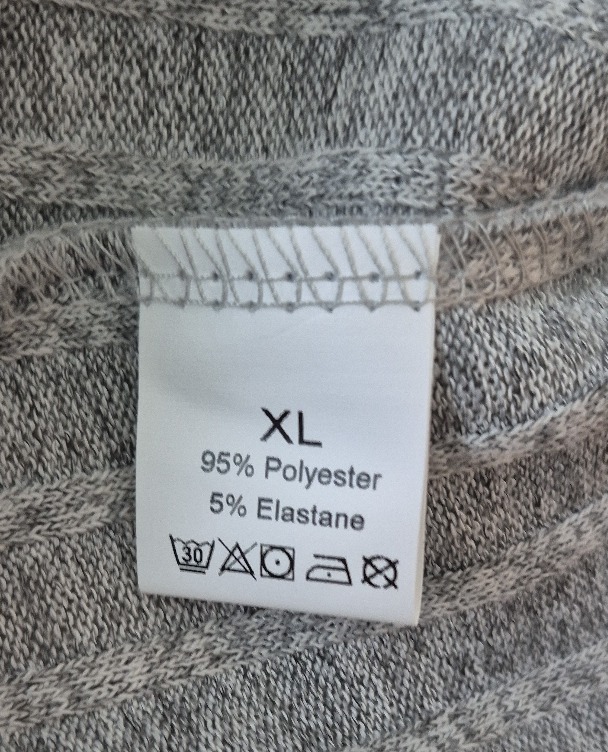 XL
95% Polyester
5% Elastane
30